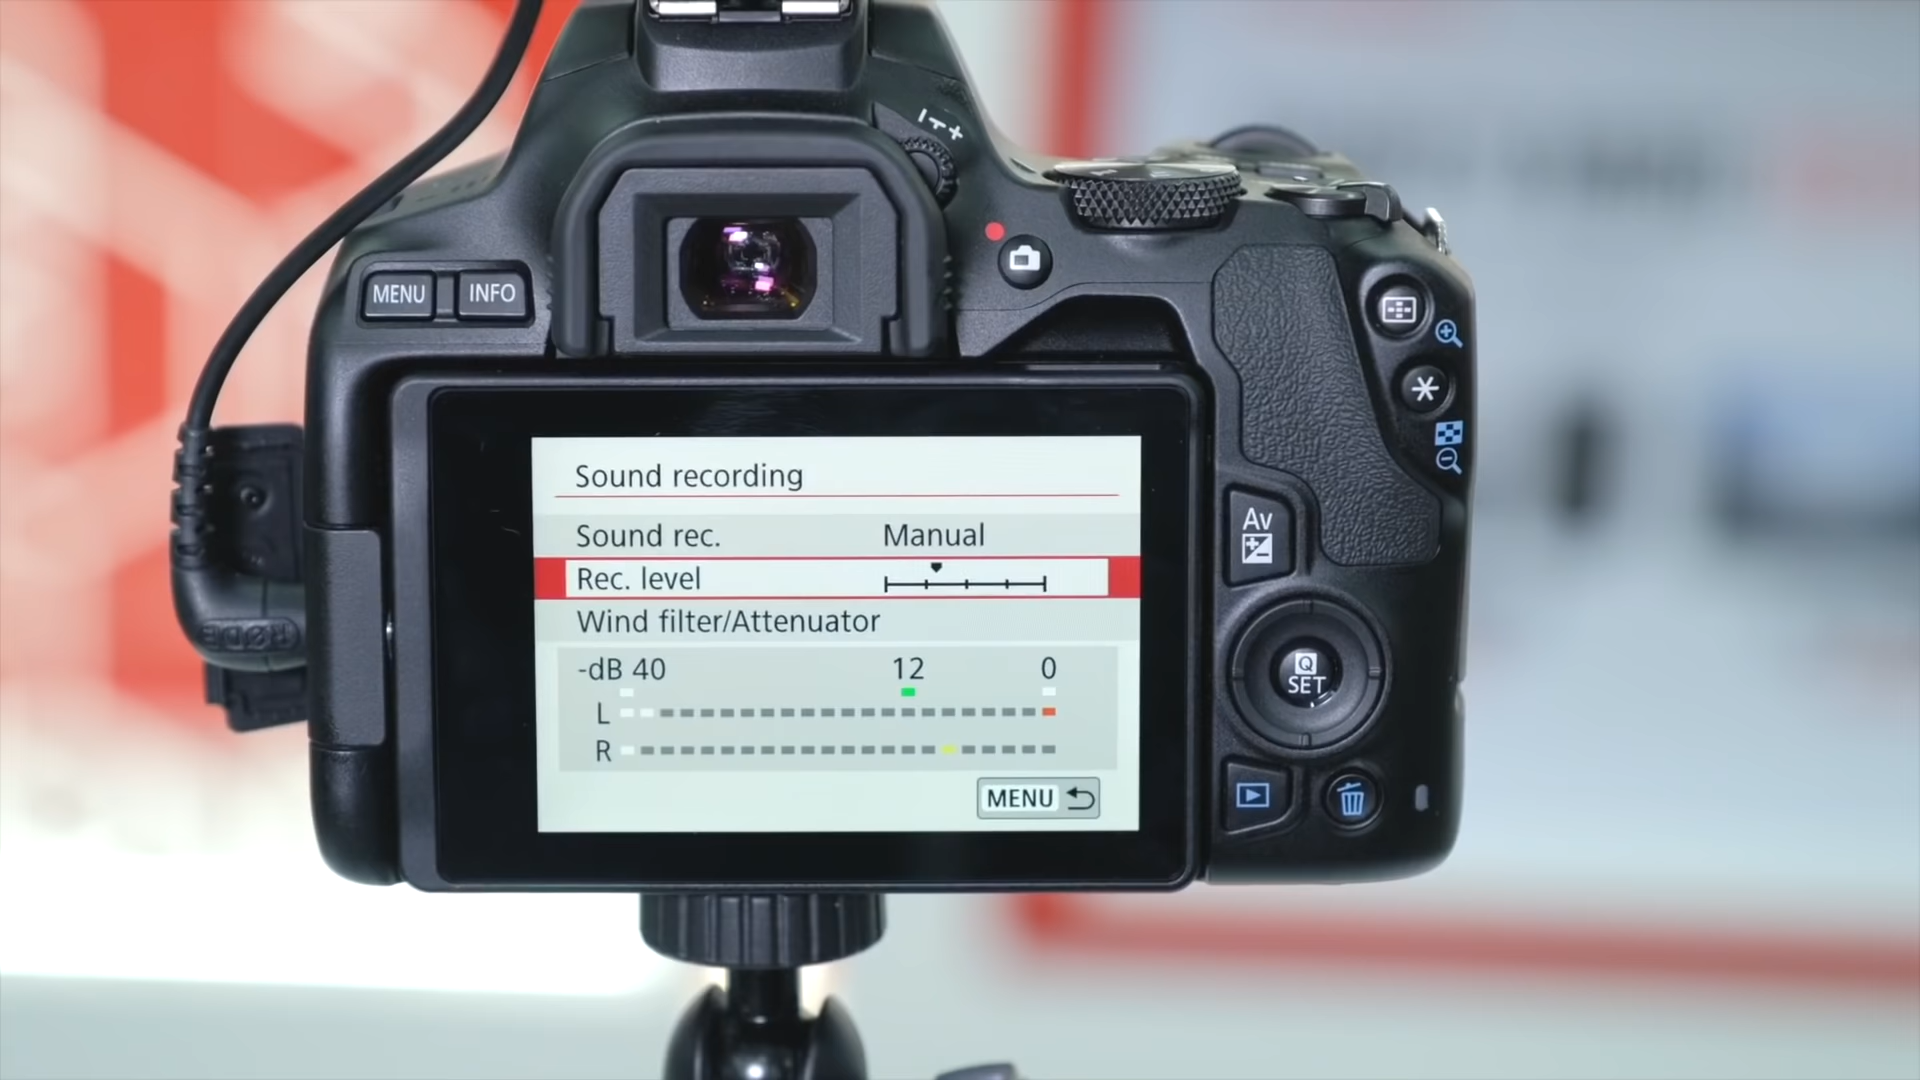 MENU INFO
Sound recording
Sound rec. Manual
Rec. level
Wind filter/Attenuator
-dB 40 12 0
L
R
MENU
Av
Q
SET
RØDE